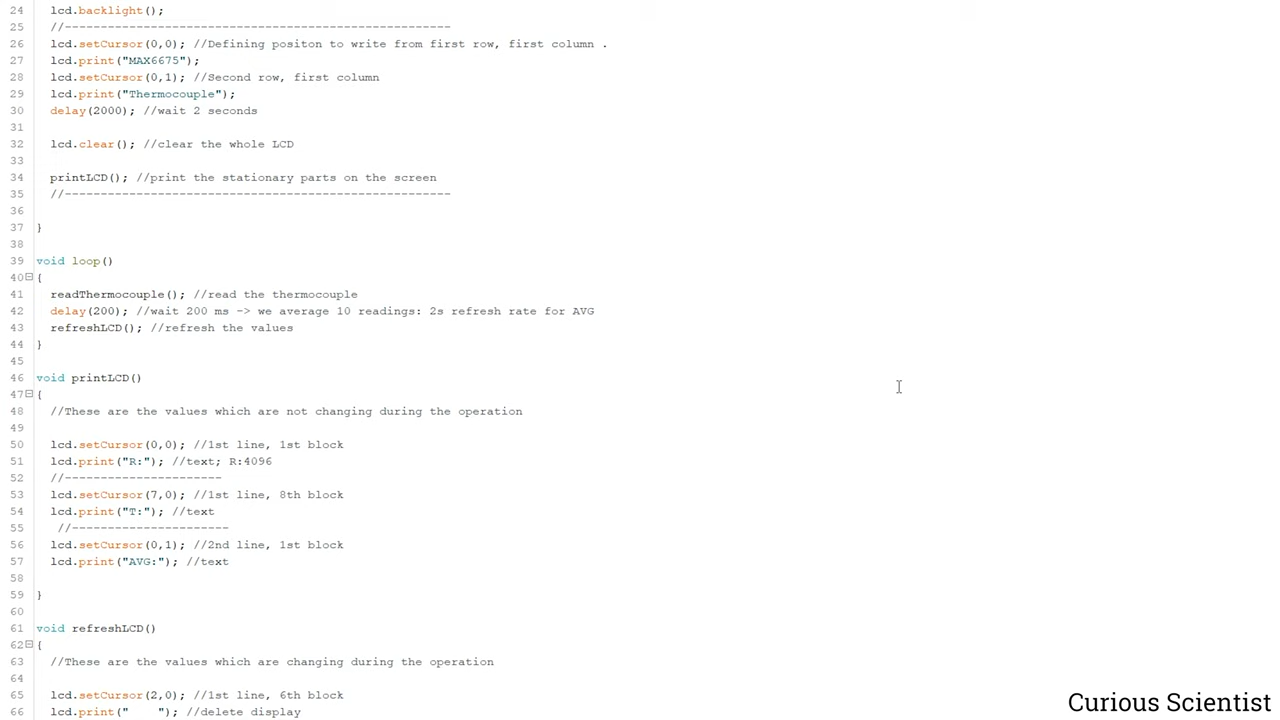 24 lcd.backlight();
25 //------------------------------------------------------
26 lcd.setCursor(0,0); //Defining positon to write from first row, first column .
27 lcd.print("MAX6675");
28 lcd.setCursor(0,1); //Second row, first column
29 lcd.print("Thermocouple");
30 delay(2000); //wait 2 seconds
31
32 lcd.clear(); //clear the whole LCD
33
34 printLCD(); //print the stationary parts on the screen
35 //------------------------------------------------------
36
37 }
38
39 void loop()
40 {
41 readThermocouple(); //read the thermocouple
42 delay(200); //wait 200 ms -> we average 10 readings: 2s refresh rate for AVG
43 refreshLCD(); //refresh the values
44 }
45
46 void printLCD()
47 {
48 //These are the values which are not changing during the operation
49
50 lcd.setCursor(0,0); //1st line, 1st block
51 lcd.print("R:"); //text; R:4096
52 //----------------------
53 lcd.setCursor(7,0); //1st line, 8th block
54 lcd.print("T:"); //text
55 //----------------------
56 lcd.setCursor(0,1); //2nd line, 1st block
57 lcd.print("AVG:"); //text
58
59 }
60
61 void refreshLCD()
62 {
63 //These are the values which are changing during the operation
64
65 lcd.setCursor(2,0); //1st line, 6th block
66 lcd.print("    "); //delete display
Curious Scientist